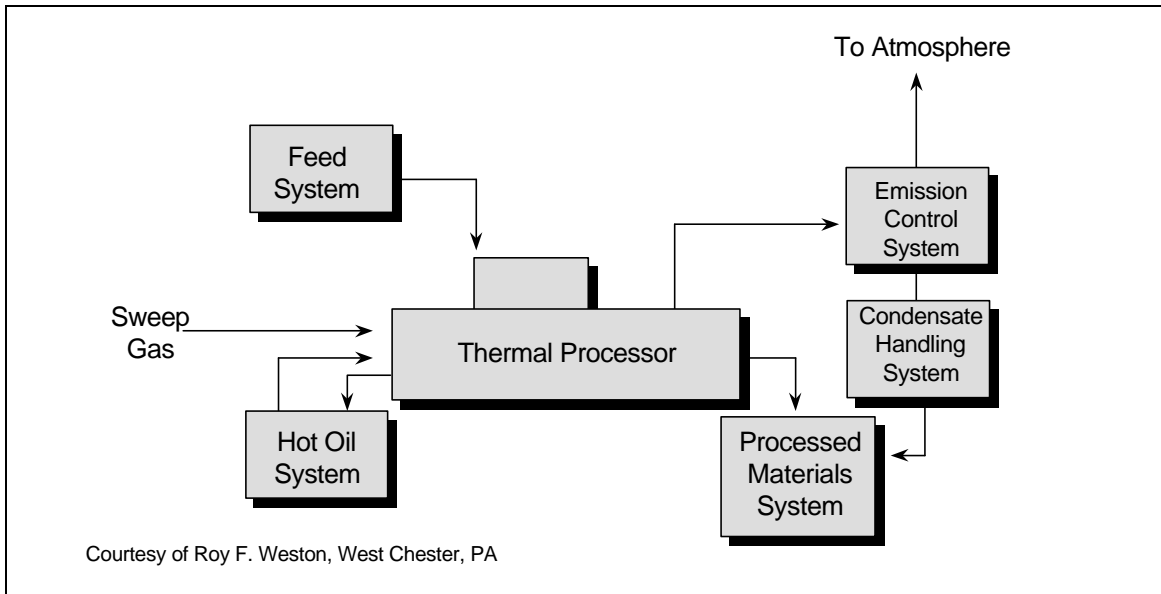 To Atmosphere
Feed
System
Emission
Control
System
Sweep
Gas
Thermal Processor
Condensate
Handling
System
Hot Oil
System
Processed
Materials
System
Courtesy of Roy F. Weston, West Chester, PA